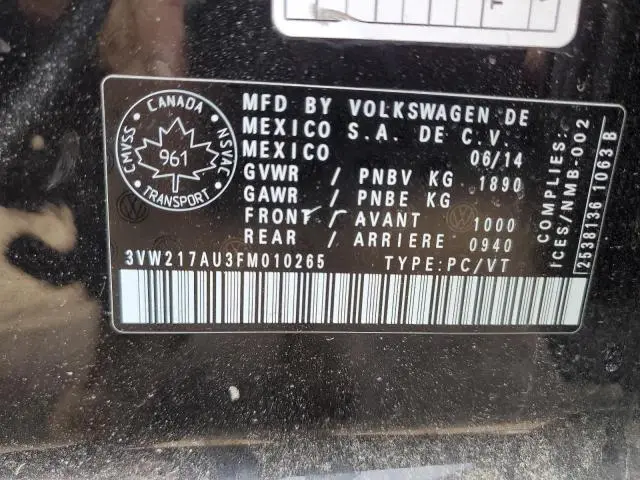 CANADA
CMVSS
NSVAC
961
TRANSPORT
MFD BY VOLKSWAGEN DE
MEXICO S.A. DE C.V.
MEXICO 06/14
GVWR / PNBV KG 1890
GAWR / PNBE KG
FRONT / AVANT 1000
REAR / ARRIERE 0940
3VW217AU3FM010265 TYPE:PC/VT
COMPLIES:
ICES/NMB-002
2538136 1063B